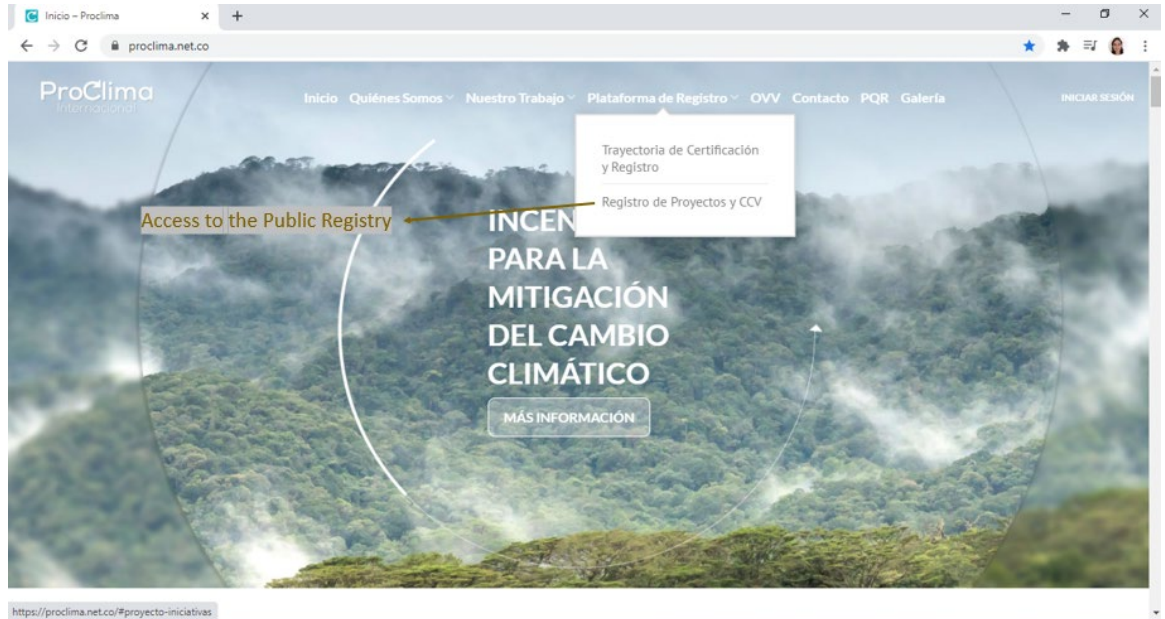 Inicio – Proclima
proclima.net.co
ProClima
Internacional
Inicio Quiénes Somos Nuestro Trabajo Plataforma de Registro OVV Contacto PQR Galería
INICIAR SESIÓN
Trayectoria de Certificación
y Registro
Registro de Proyectos y CCV
Access to the Public Registry
INCEN
PARA LA
MITIGACIÓN
DEL CAMBIO
CLIMÁTICO
MÁS INFORMACIÓN
https://proclima.net.co/#proyecto-iniciativas